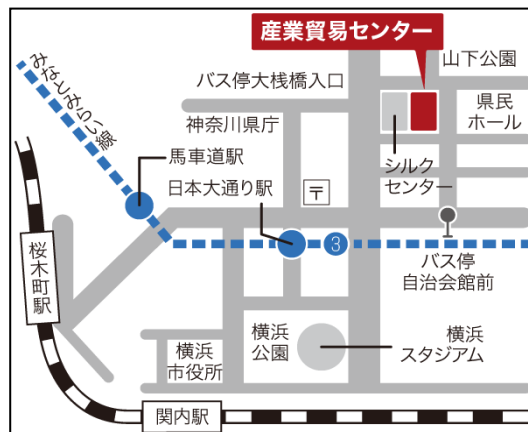 産業貿易センター
山下公園
みなとみらい線
バス停大桟橋入口
県民
ホール
神奈川県庁
馬車道駅
シルク
センター
日本大通り駅
〒
3
バス停
自治会館前
桜木町駅
横浜
公園
横浜
スタジアム
横浜
市役所
関内駅